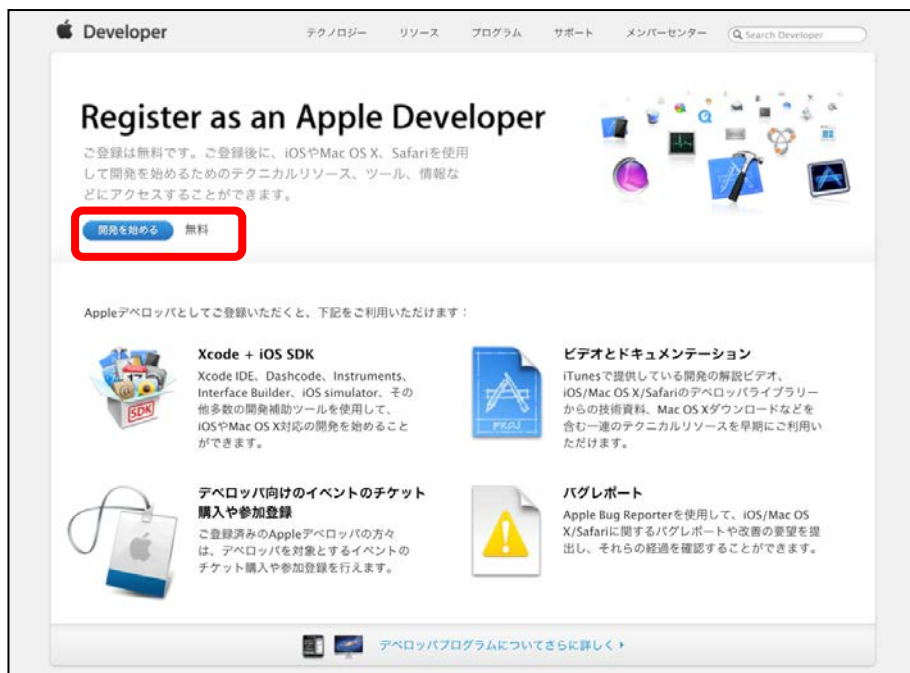 Developer
テクノロジー
リソース
プログラム
サポート
メンバーセンター
Search Developer
Register as an Apple Developer
ご登録は無料です。ご登録後に、iOSやMac OS X、Safariを使用
して開発を始めるためのテクニカルリソース、ツール、情報な
どにアクセスすることができます。
開発を始める
無料
Appleデベロッパとしてご登録いただくと、下記をご利用いただけます：
Xcode + iOS SDK
Xcode IDE、Dashcode、Instruments、
Interface Builder、iOS simulator、その
他多数の開発補助ツールを使用して、
iOSやMac OS X対応の開発を始めること
ができます。
SDK
ビデオとドキュメンテーション
iTunesで提供している開発の解説ビデオ、
iOS/Mac OS X/Safariのデベロッパライブラリー
からの技術資料、Mac OS Xダウンロードなどを
含む一連のテクニカルリソースを早期にご利用い
ただけます。
PROJ
デベロッパ向けのイベントのチケット
購入や参加登録
ご登録済みのAppleデベロッパの方々
は、デベロッパを対象とするイベントの
チケット購入や参加登録を行えます。
バグレポート
Apple Bug Reporterを使用して、iOS/Mac OS
X/Safariに関するバグレポートや改善の要望を提
出し、それらの経過を確認することができます。
デベロッパプログラムについてさらに詳しく